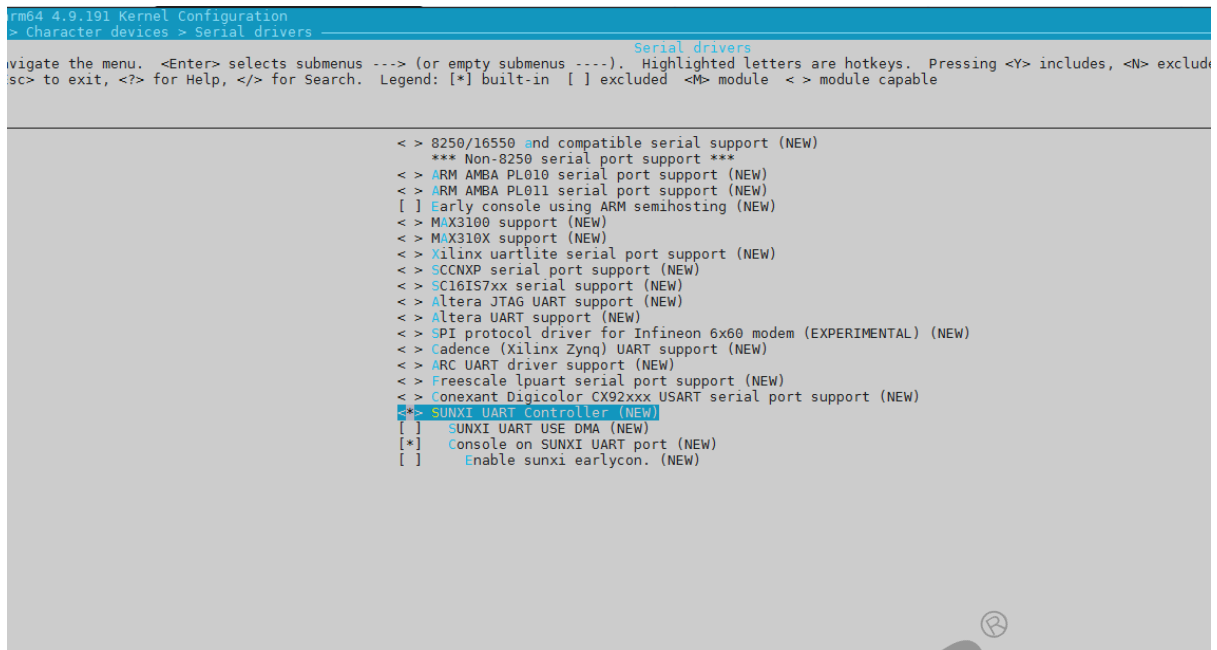 rm64 4.9.191 Kernel Configuration
> Character devices > Serial drivers
Serial drivers
avigate the menu. <Enter> selects submenus ---> (or empty submenus ----). Highlighted letters are hotkeys. Pressing <Y> includes, <N> exclude
sc> to exit, <?> for Help, </> for Search. Legend: [*] built-in [ ] excluded <M> module < > module capable
< > 8250/16550 and compatible serial support (NEW)
*** Non-8250 serial port support ***
< > ARM AMBA PL010 serial port support (NEW)
< > ARM AMBA PL011 serial port support (NEW)
[ ] Early console using ARM semihosting (NEW)
< > MAX3100 support (NEW)
< > MAX310X support (NEW)
< > Xilinx uartlite serial port support (NEW)
< > SCCNXP serial port support (NEW)
< > SC16IS7xx serial support (NEW)
< > Altera JTAG UART support (NEW)
< > Altera UART support (NEW)
< > SPI protocol driver for Infineon 6x60 modem (EXPERIMENTAL) (NEW)
< > Cadence (Xilinx Zynq) UART support (NEW)
< > ARC UART driver support (NEW)
< > Freescale lpuart serial port support (NEW)
< > Conexant Digicolor CX92xxx USART serial port support (NEW)
<*> SUNXI UART Controller (NEW)
[ ] SUNXI UART USE DMA (NEW)
[*] Console on SUNXI UART port (NEW)
[ ] Enable sunxi earlycon. (NEW)
®